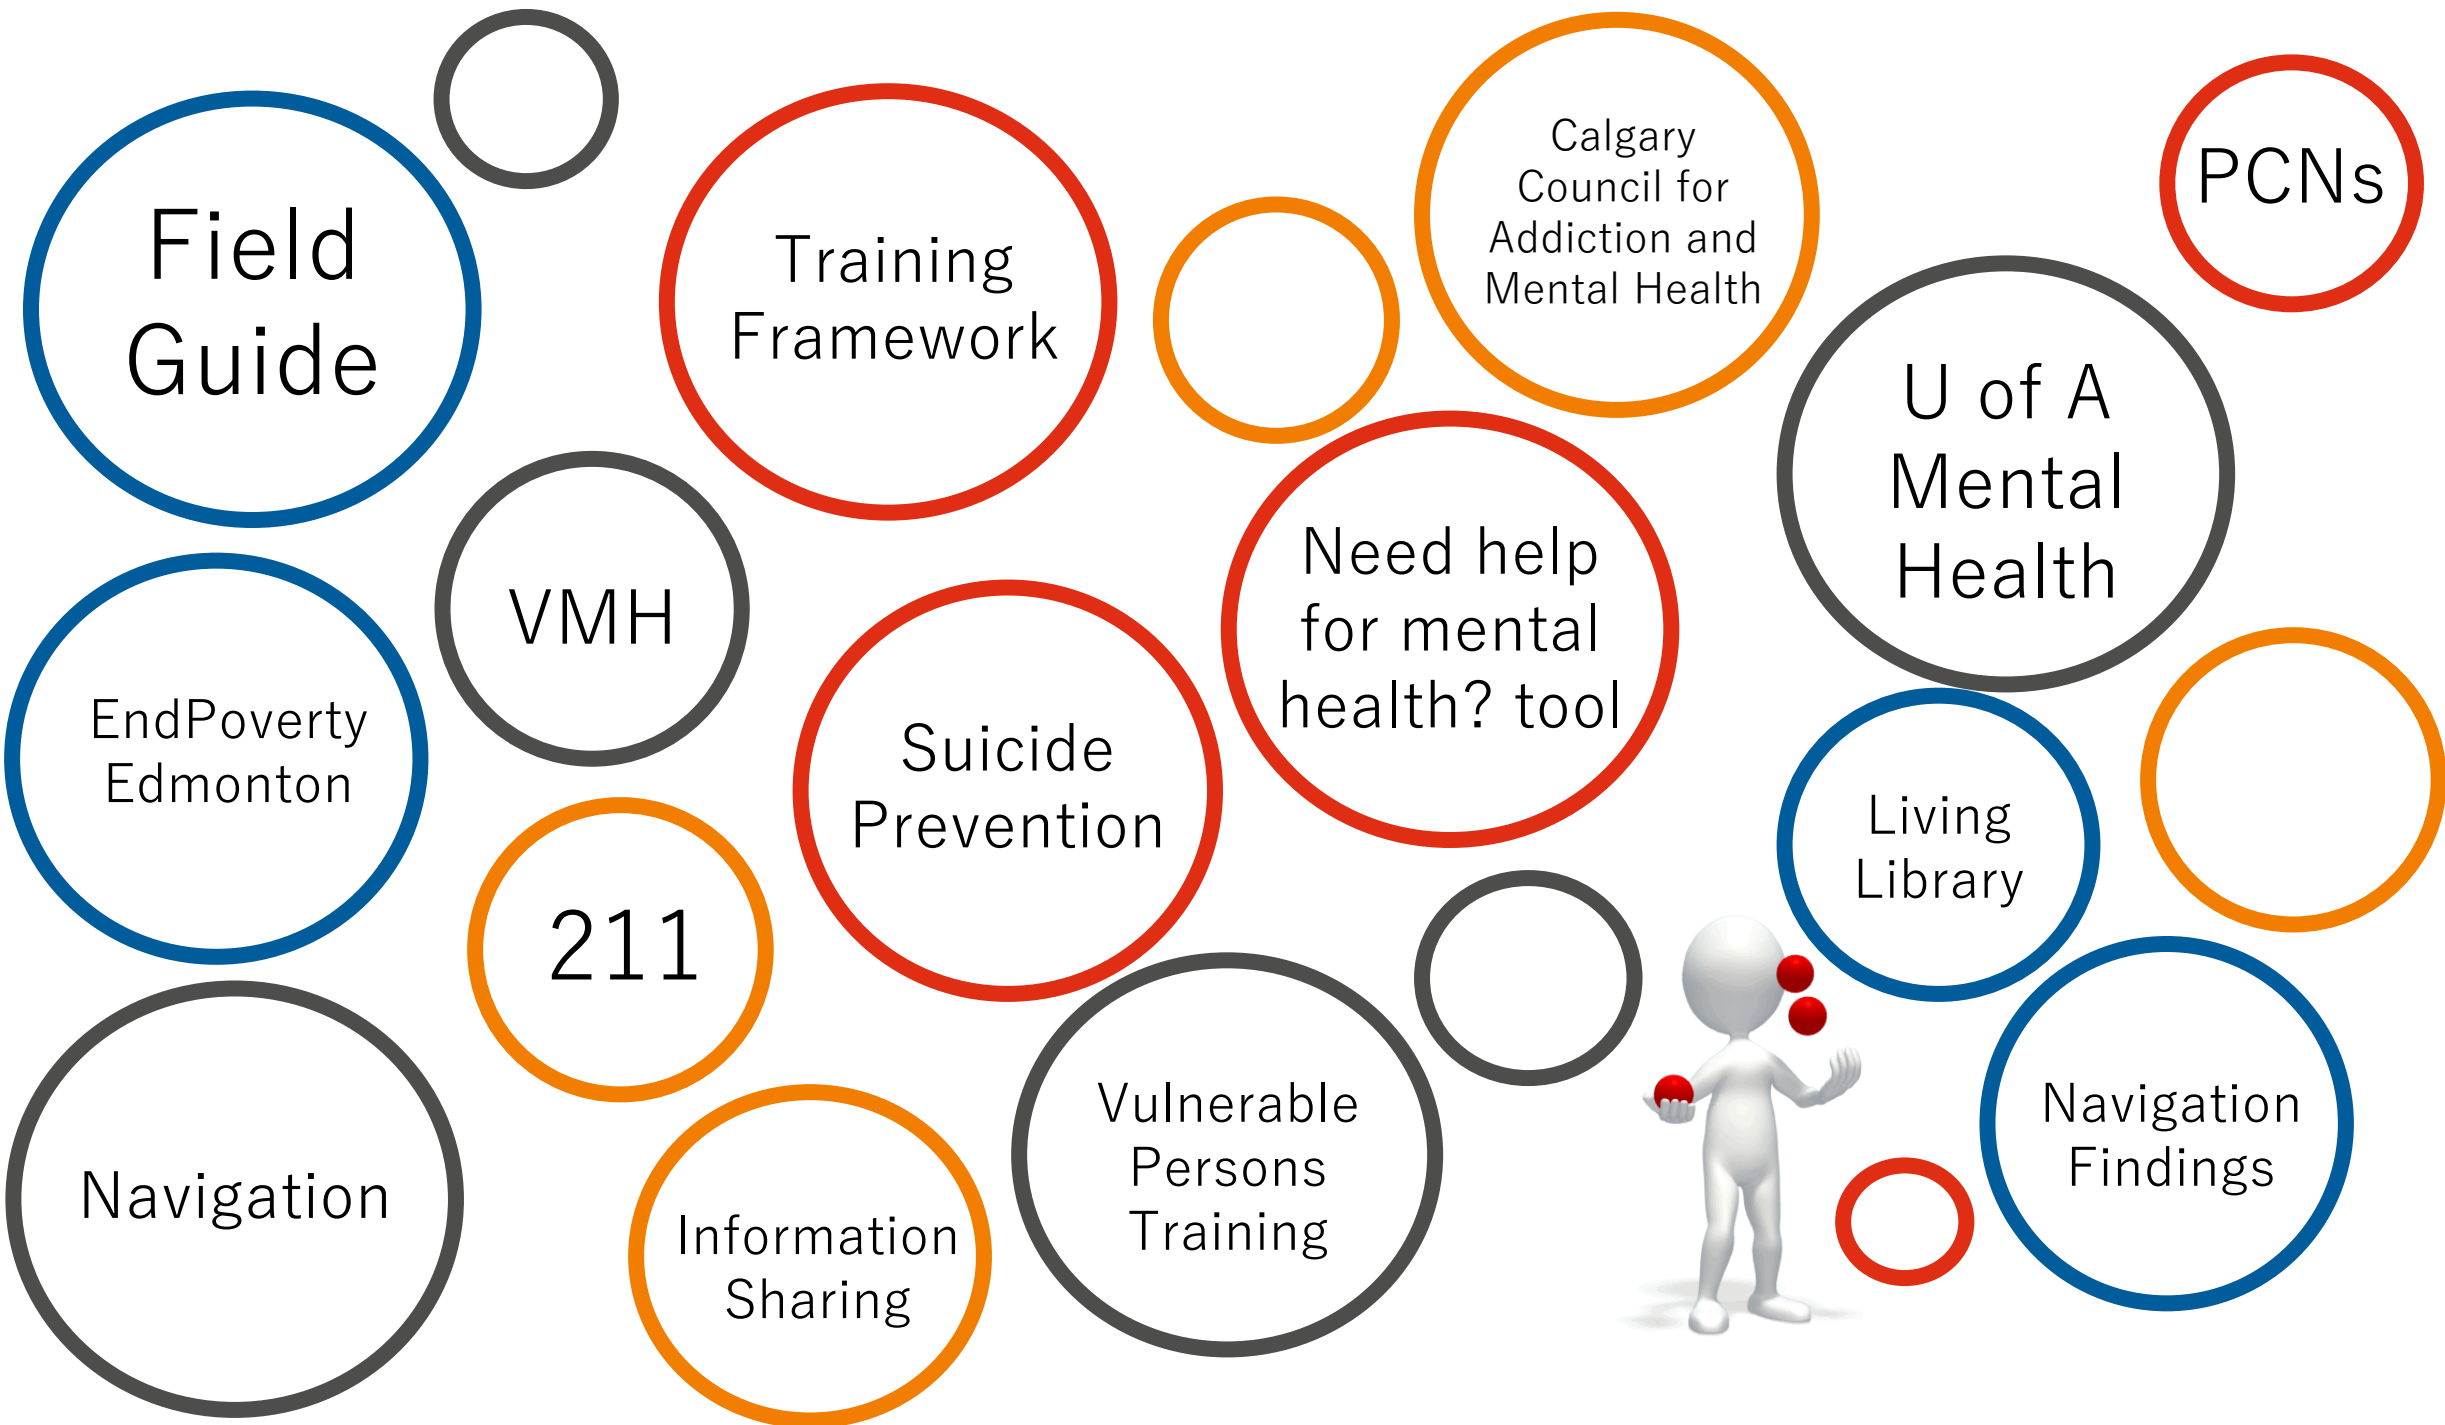 Field
Guide
Training
Framework
Calgary
Council for
Addiction and
Mental Health
PCNs
U of A
Mental
Health
VMH
Need help
for mental
health? tool
EndPoverty
Edmonton
Suicide
Prevention
Living
Library
211
Navigation
Information
Sharing
Vulnerable
Persons
Training
Navigation
Findings